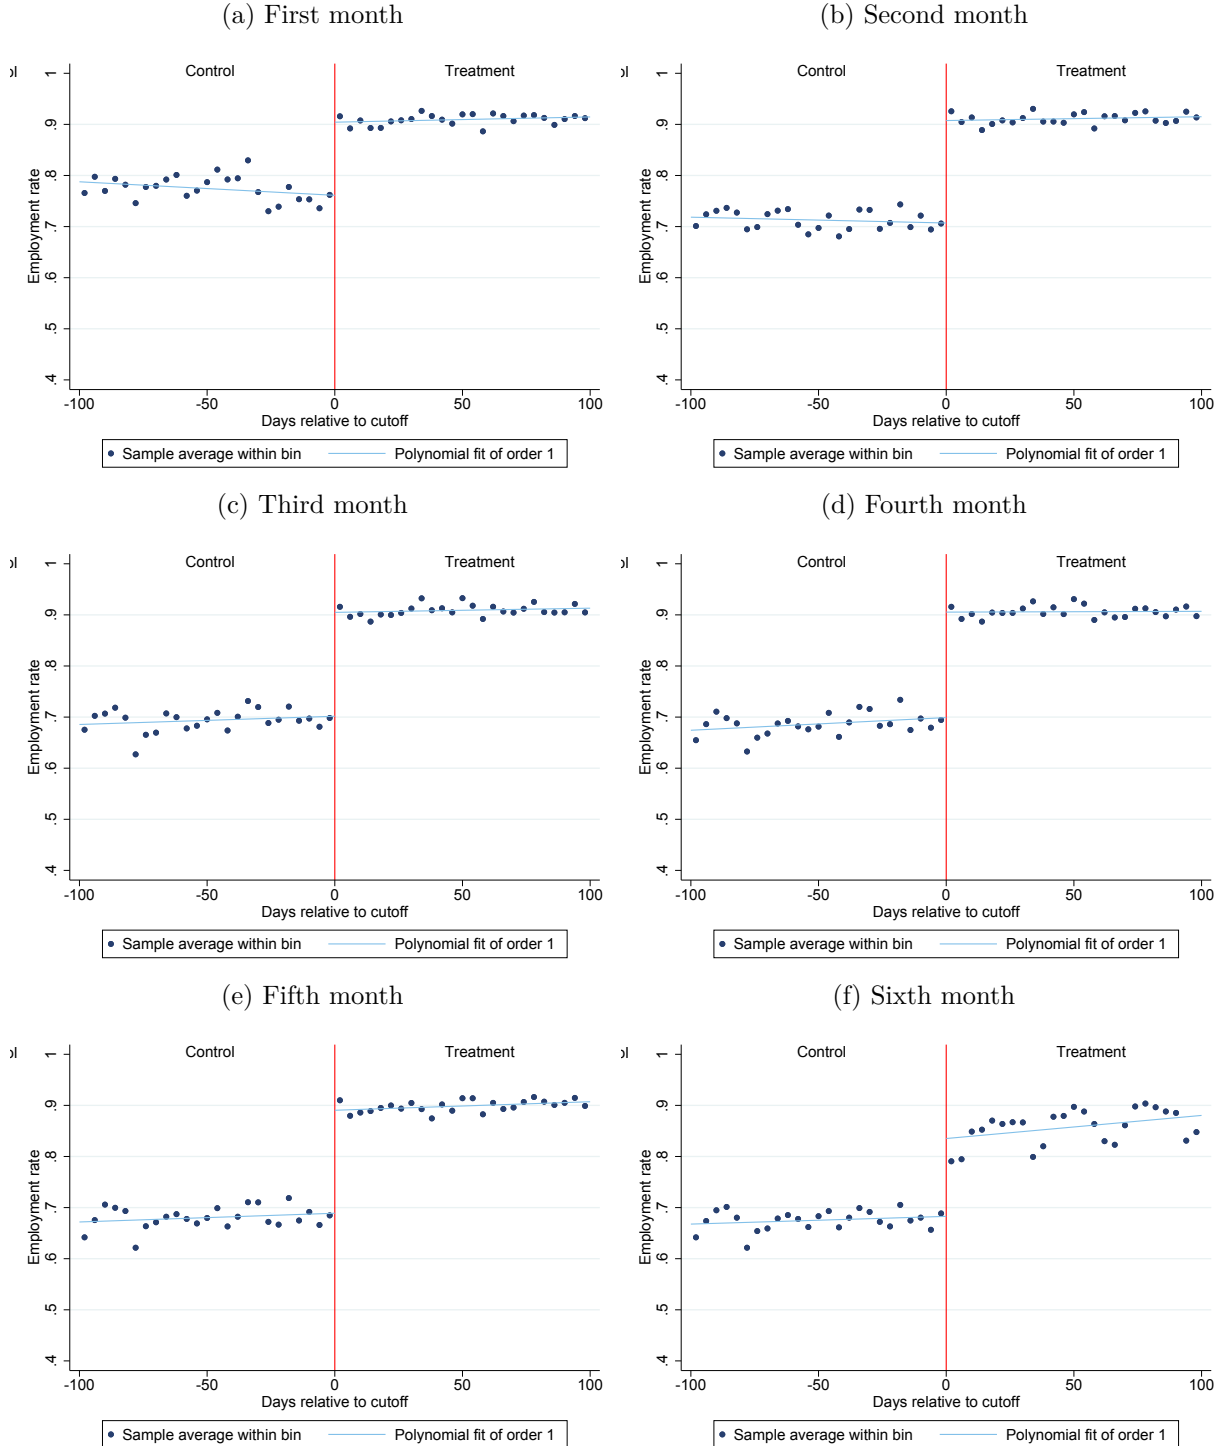 (a) First month
(b) Second month
ol
Control
Treatment
Employment rate
1
.9
.8
.7
.6
.5
.4
-100
-50
0
50
100
Days relative to cutoff
Sample average within bin
Polynomial fit of order 1
ol
Control
Treatment
Employment rate
1
.9
.8
.7
.6
.5
.4
-100
-50
0
50
100
Days relative to cutoff
Sample average within bin
Polynomial fit of order 1
(c) Third month
(d) Fourth month
ol
Control
Treatment
Employment rate
1
.9
.8
.7
.6
.5
.4
-100
-50
0
50
100
Days relative to cutoff
Sample average within bin
Polynomial fit of order 1
ol
Control
Treatment
Employment rate
1
.9
.8
.7
.6
.5
.4
-100
-50
0
50
100
Days relative to cutoff
Sample average within bin
Polynomial fit of order 1
(e) Fifth month
(f) Sixth month
ol
Control
Treatment
Employment rate
1
.9
.8
.7
.6
.5
.4
-100
-50
0
50
100
Days relative to cutoff
Sample average within bin
Polynomial fit of order 1
ol
Control
Treatment
Employment rate
1
.9
.8
.7
.6
.5
.4
-100
-50
0
50
100
Days relative to cutoff
Sample average within bin
Polynomial fit of order 1